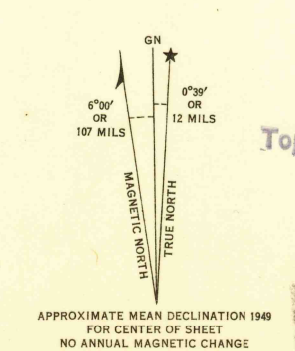 GN
6°00′
OR
107 MILS
0°39′
OR
12 MILS
MAGNETIC NORTH
TRUE NORTH
APPROXIMATE MEAN DECLINATION 1949
FOR CENTER OF SHEET
NO ANNUAL MAGNETIC CHANGE